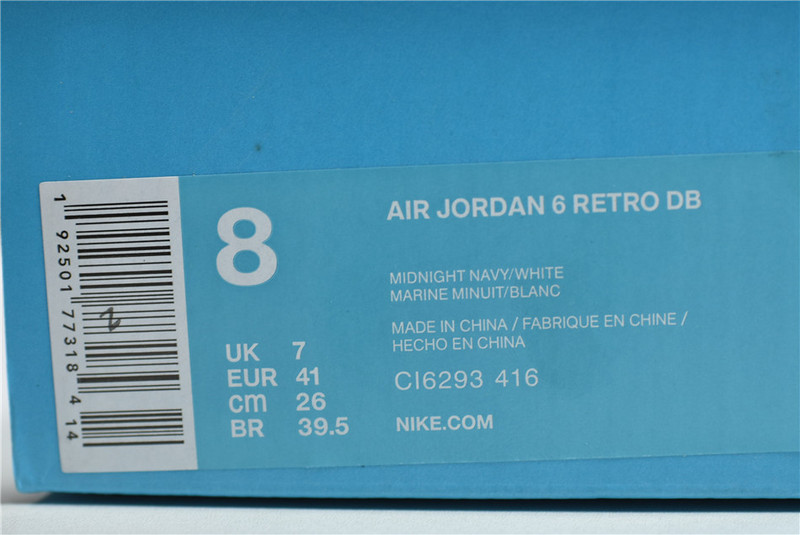 1 92501 77318 4 14
8
UK 7
EUR 41
cm 26
BR 39.5
AIR JORDAN 6 RETRO DB
MIDNIGHT NAVY/WHITE
MARINE MINUIT/BLANC
MADE IN CHINA / FABRIQUE EN CHINE /
HECHO EN CHINA
CI6293 416
NIKE.COM